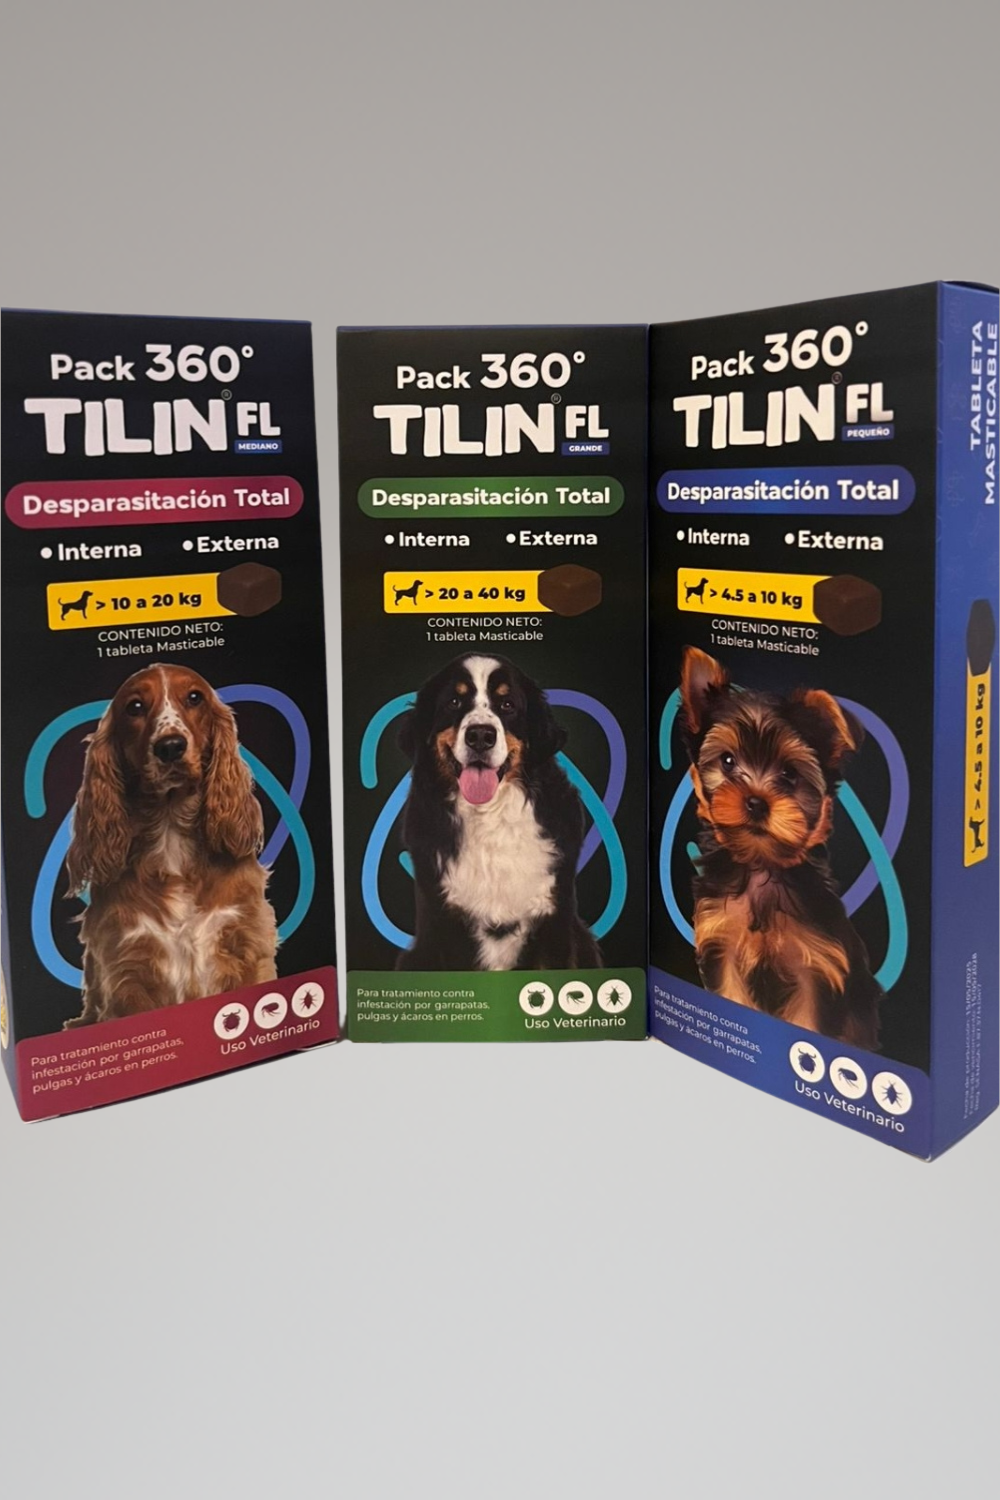 Pack 360°
TILIN® FL
MEDIANO
Desparasitación Total
• Interna • Externa
> 10 a 20 kg
CONTENIDO NETO:
1 tableta Masticable
Para tratamiento contra
infestación por garrapatas,
pulgas y ácaros en perros.
Uso Veterinario
Pack 360°
TILIN® FL
GRANDE
Desparasitación Total
• Interna • Externa
> 20 a 40 kg
CONTENIDO NETO:
1 tableta Masticable
Para tratamiento contra
infestación por garrapatas,
pulgas y ácaros en perros.
Uso Veterinario
Pack 360°
TILIN® FL
PEQUEÑO
Desparasitación Total
• Interna • Externa
> 4.5 a 10 kg
CONTENIDO NETO:
1 tableta Masticable
Para tratamiento contra
infestación por garrapatas,
pulgas y ácaros en perros.
Uso Veterinario
TABLETA
MASTICABLE
> 4.5 a 10 kg